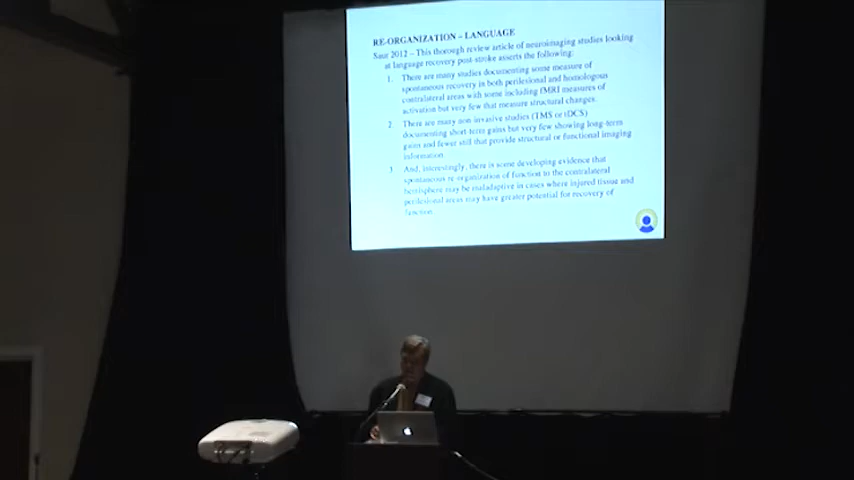 RE-ORGANIZATION – LANGUAGE
Saur 2012 – This thorough review article of neuroimaging studies looking
at language recovery post-stroke asserts the following:
1. There are many studies documenting some measure of
spontaneous recovery in both perilesional and homologous
contralateral areas with some including fMRI measures of
activation but very few that measure structural changes.
2. There are many non invasive studies (TMS or tDCS)
documenting short term gains but very few showing long-term
gains and fewer still that provide structural or functional imaging
information.
3. And, interestingly, there is some developing evidence that
spontaneous re-organization of function to the contralateral
hemisphere may be maladaptive in cases where injured tissue and
perilesional areas may have greater potential for recovery of
function.